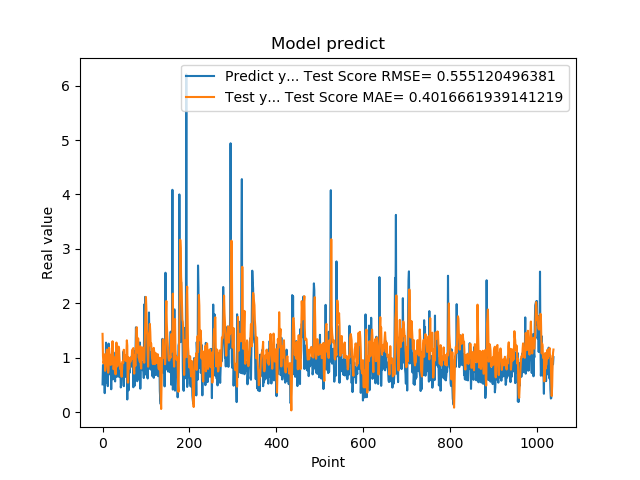 Model predict
Predict y... Test Score RMSE= 0.555120496381
Test y... Test Score MAE= 0.4016661939141219
Real value
6
5
4
3
2
1
0
0 200 400 600 800 1000
Point